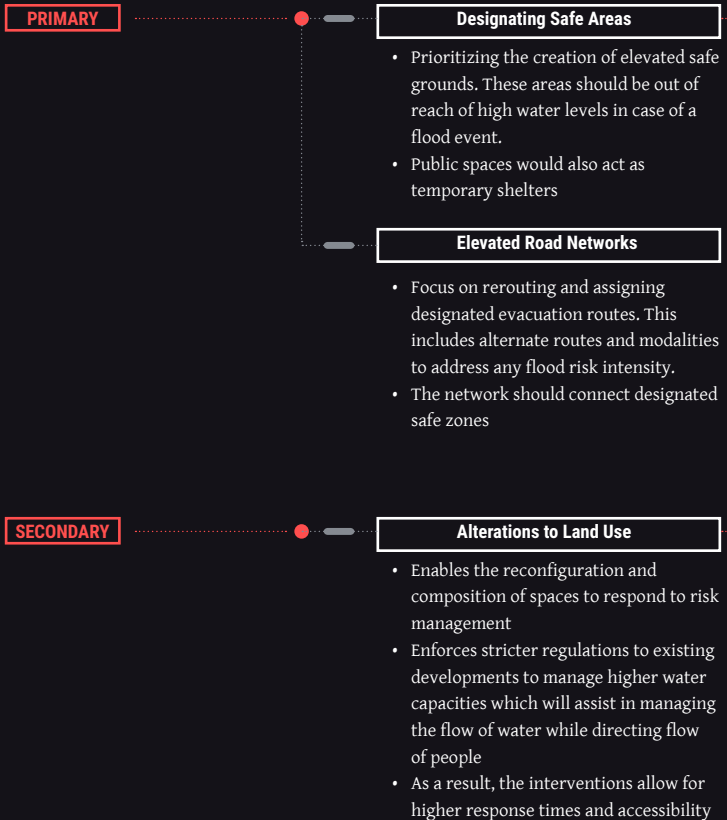 PRIMARY
Designating Safe Areas
• Prioritizing the creation of elevated safe
grounds. These areas should be out of
reach of high water levels in case of a
flood event.
• Public spaces would also act as
temporary shelters
Elevated Road Networks
• Focus on rerouting and assigning
designated evacuation routes. This
includes alternate routes and modalities
to address any flood risk intensity.
• The network should connect designated
safe zones
SECONDARY
Alterations to Land Use
• Enables the reconfiguration and
composition of spaces to respond to risk
management
• Enforces stricter regulations to existing
developments to manage higher water
capacities which will assist in managing
the flow of water while directing flow
of people
• As a result, the interventions allow for
higher response times and accessibility